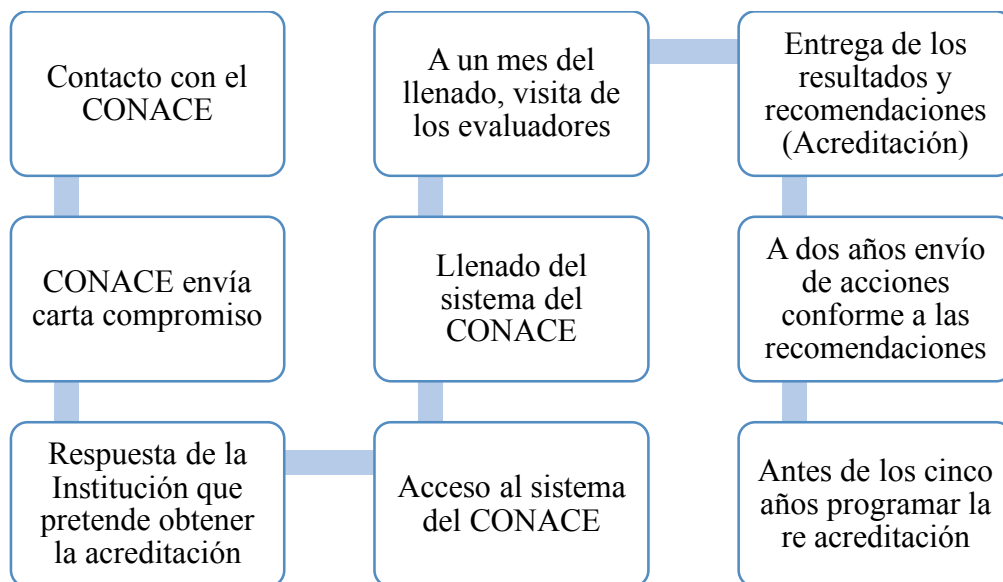 Contacto con el
CONACE
CONACE envía
carta compromiso
Respuesta de la
Institución que
pretende obtener
la acreditación
Acceso al sistema
del CONACE
Llenado del
sistema del
CONACE
A un mes del
llenado, visita de
los evaluadores
Entrega de los
resultados y
recomendaciones
(Acreditación)
A dos años envío
de acciones
conforme a las
recomendaciones
Antes de los cinco
años programar la
re acreditación